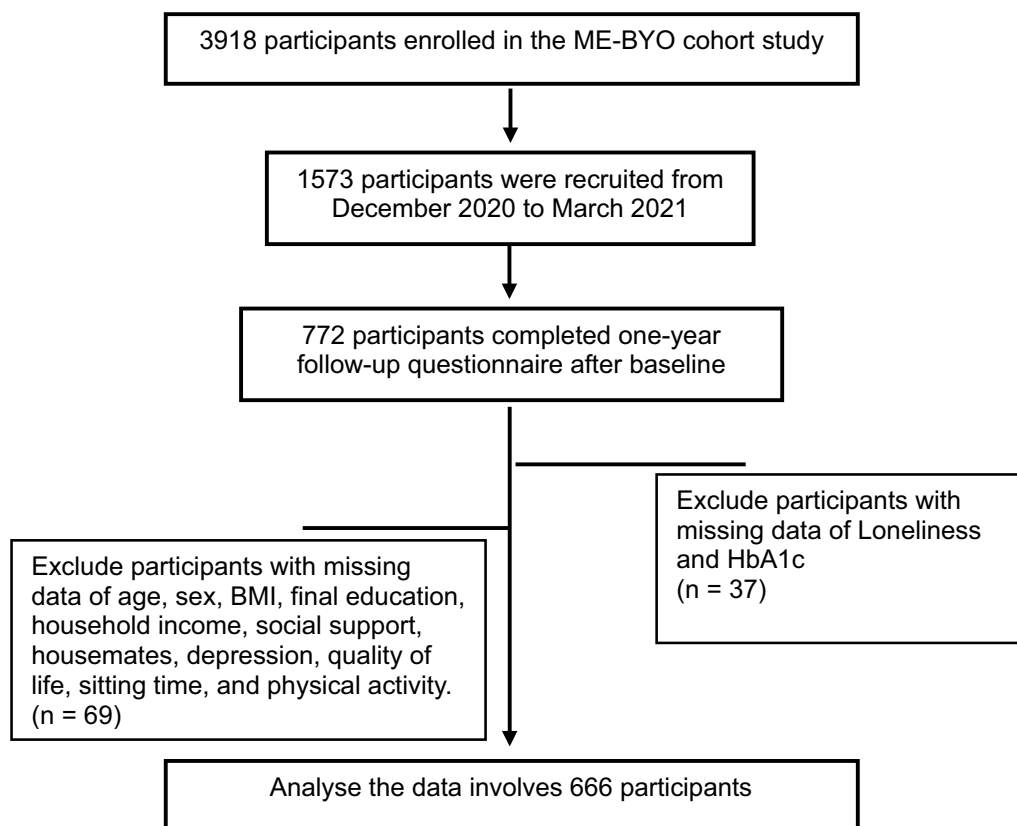 3918 participants enrolled in the ME-BYO cohort study
1573 participants were recruited from
December 2020 to March 2021
772 participants completed one-year
follow-up questionnaire after baseline
Exclude participants with
missing data of Loneliness
and HbA1c
(n = 37)
Exclude participants with missing
data of age, sex, BMI, final education,
household income, social support,
housemates, depression, quality of
life, sitting time, and physical activity.
(n = 69)
Analyse the data involves 666 participants